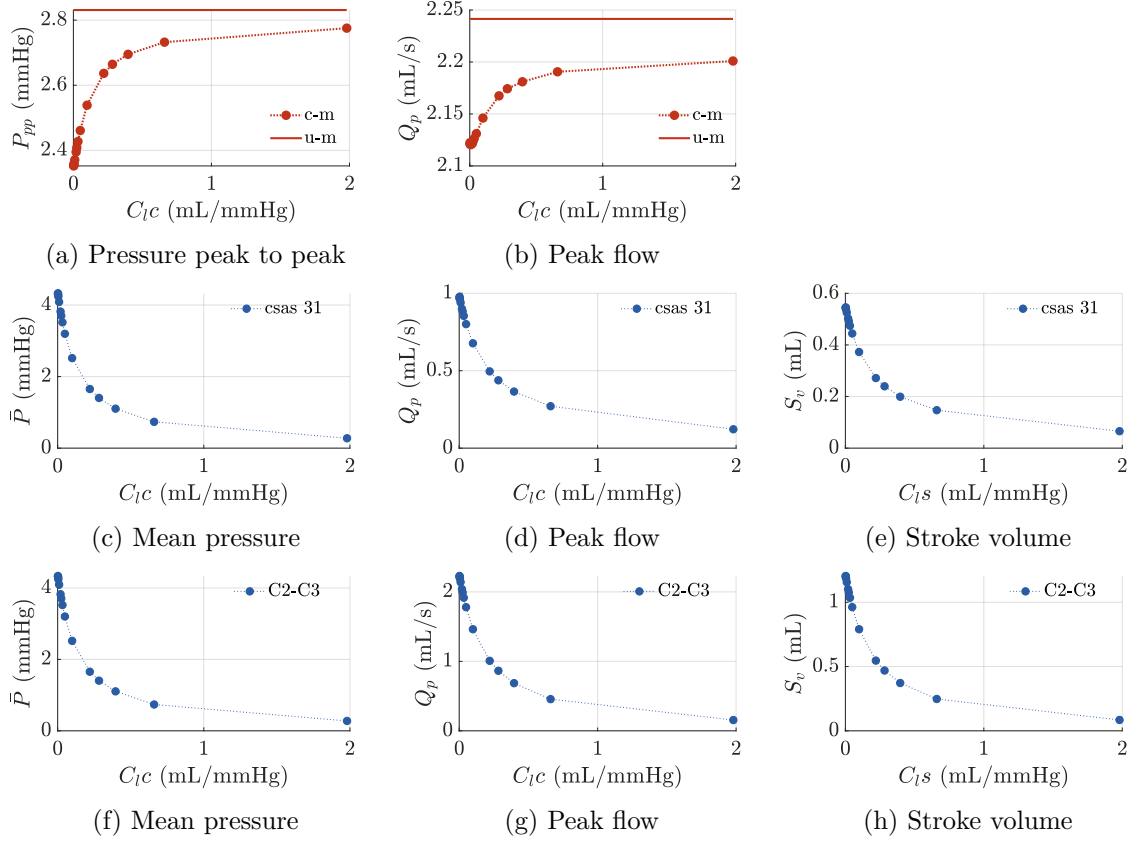 2.8
2.6
2.4
P_pp (mmHg)
c-m
u-m
0 1 2
C_lc (mL/mmHg)
(a) Pressure peak to peak
2.25
2.2
2.15
2.1
Q_p (mL/s)
c-m
u-m
0 1 2
C_lc (mL/mmHg)
(b) Peak flow
4
2
0
P̄ (mmHg)
csas 31
0 1 2
C_lc (mL/mmHg)
(c) Mean pressure
1
0.5
0
Q_p (mL/s)
csas 31
0 1 2
C_lc (mL/mmHg)
(d) Peak flow
0.6
0.4
0.2
0
S_v (mL)
csas 31
0 1 2
C_ls (mL/mmHg)
(e) Stroke volume
4
2
0
P̄ (mmHg)
C2-C3
0 1 2
C_lc (mL/mmHg)
(f) Mean pressure
2
1
0
Q_p (mL/s)
C2-C3
0 1 2
C_lc (mL/mmHg)
(g) Peak flow
1
0.5
0
S_v (mL)
C2-C3
0 1 2
C_ls (mL/mmHg)
(h) Stroke volume